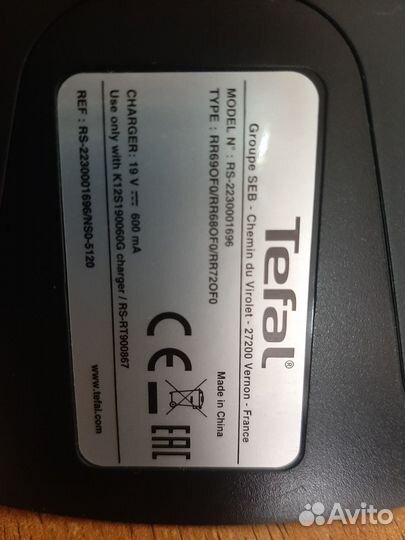 Tefal®
Groupe SEB - Chemin du Virolet - 27200 Vernon - France
MODEL N° : RS-2230001696
TYPE : RR69OF0/RR68OF0/RR72OF0
Made in China
CE
EAC
CHARGER: 19 V 600 mA
Use only with K12S190060G charger / RS-RT900867
REF : RS-2230001696/NS0-5120
www.tefal.com
Avito